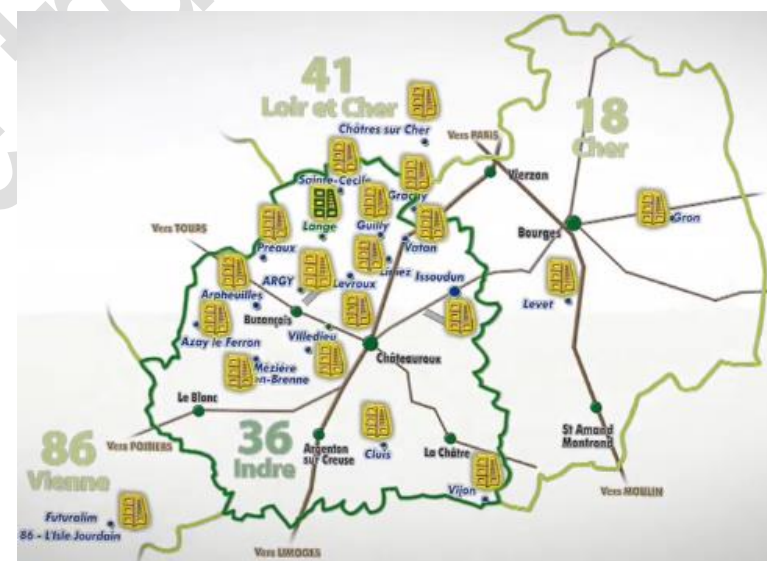 41
Loir et Cher
Châtres sur Cher
Vers PARIS
18
Cher
Vierzon
Sainte-Cecile
Graçay
Lange
Guilly
Gron
Bourges
Vers TOURS
Préaux
Vatan
Liniez
Issoudun
ARGY
Levroux
Levet
Arpheuilles
Buzançais
Villedieu
Azay le Ferron
Châteauroux
Mézière
en-Brenne
Le Blanc
St Amand
Montrond
36
Indre
Argenton
sur Creuse
Cluis
La Châtre
86
Vienne
Vers POITIERS
Vijon
Vers MOULIN
Futuralim
86 - L'Isle Jourdain
Vers LIMOGES